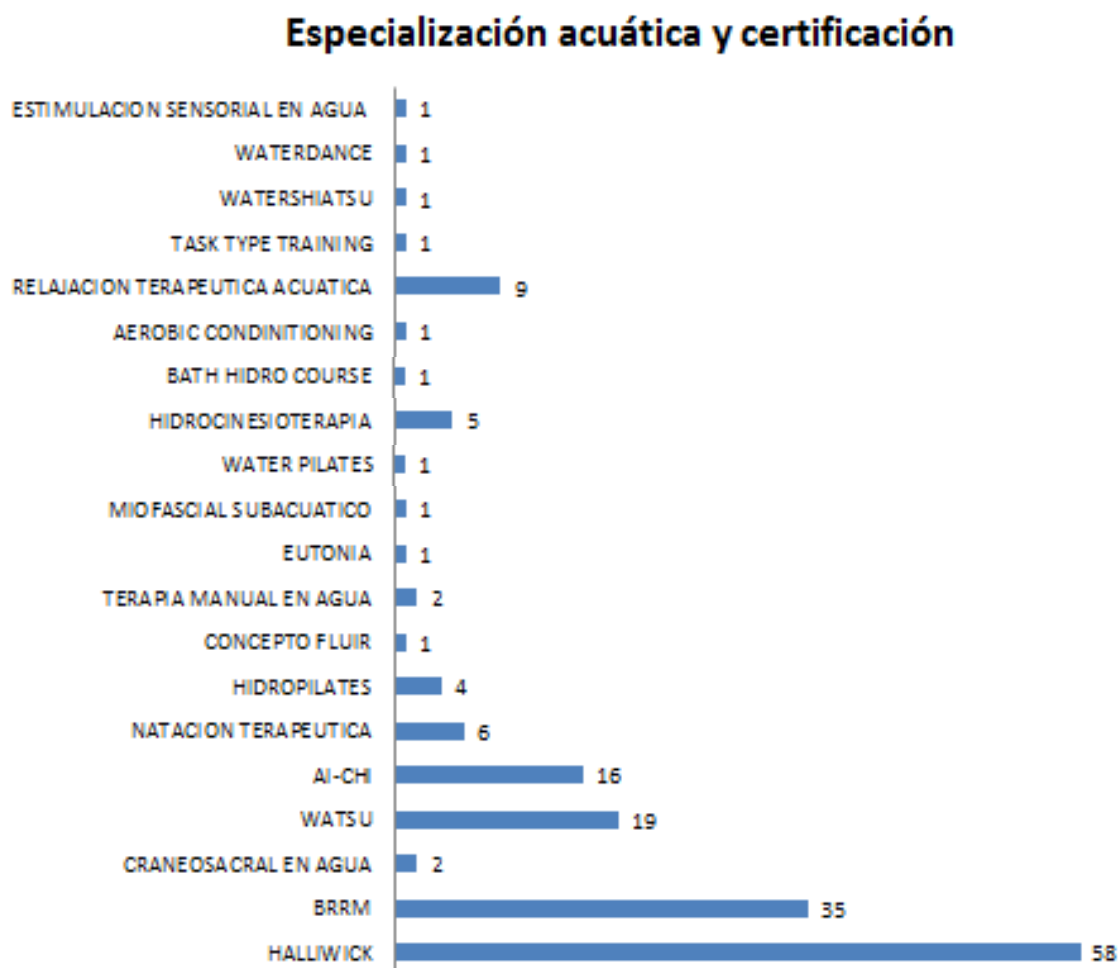 Especialización acuática y certificación
ESTIMULACION SENSORIAL EN AGUA 1
WATERDANCE 1
WATERSHIATSU 1
TASK TYPE TRAINING 1
RELAJACION TERAPEUTICA ACUATICA 9
AEROBIC CONDINITIONING 1
BATH HIDRO COURSE 1
HIDROCINESIOTERAPIA 5
WATER PILATES 1
MIOFASCIAL SUBACUATICO 1
EUTONIA 1
TERAPIA MANUAL EN AGUA 2
CONCEPTO FLUIR 1
HIDROPILATES 4
NATACION TERAPEUTICA 6
AI-CHI 16
WATSU 19
CRANEOSACRAL EN AGUA 2
BRRM 35
HALLIWICK 58